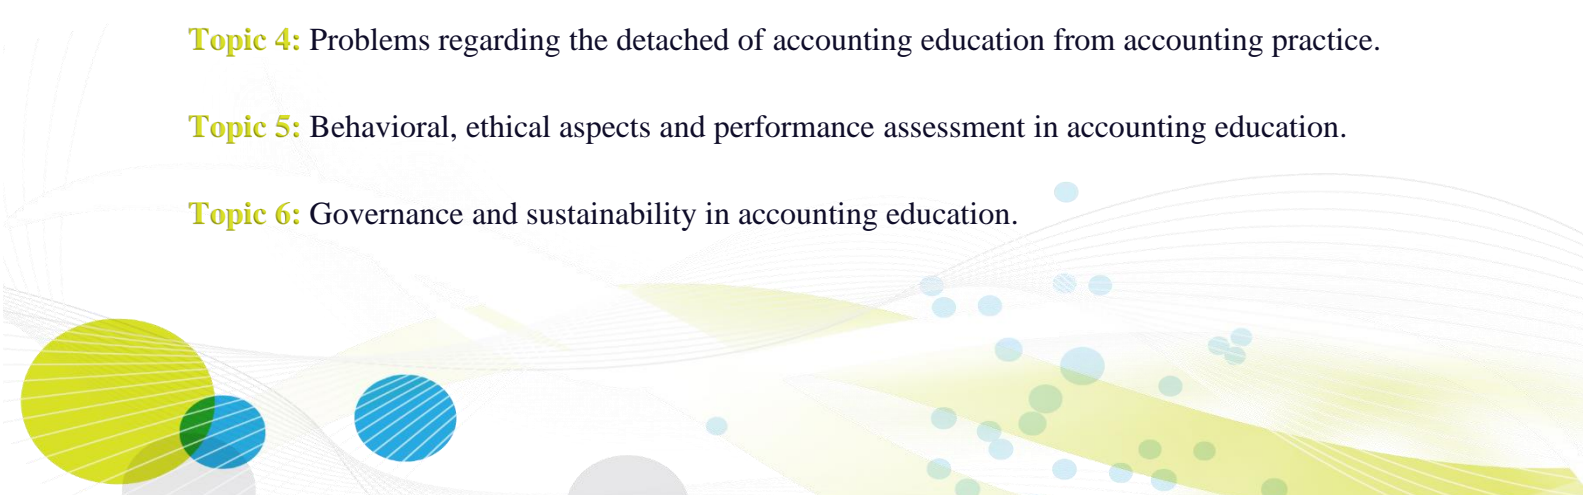 Topic 4: Problems regarding the detached of accounting education from accounting practice.
Topic 5: Behavioral, ethical aspects and performance assessment in accounting education.
Topic 6: Governance and sustainability in accounting education.